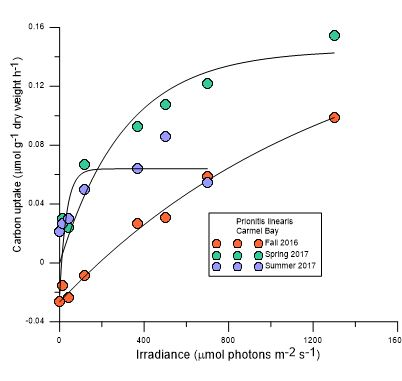 0.16
0.12
0.08
0.04
0
-0.04
Carbon uptake (μmol g-1 dry weight h-1)
Prionitis linearis
Carmel Bay
Fall 2016
Spring 2017
Summer 2017
0 400 800 1200 160
Irradiance (μmol photons m-2 s-1)